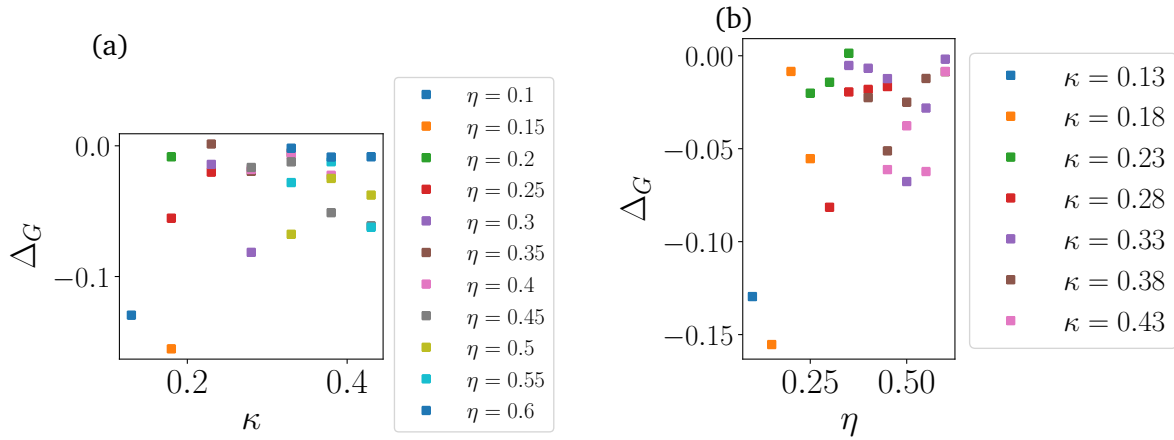 (a)
Δ_G
0.0
−0.1
0.2
0.4
κ
η = 0.1
η = 0.15
η = 0.2
η = 0.25
η = 0.3
η = 0.35
η = 0.4
η = 0.45
η = 0.5
η = 0.55
η = 0.6
(b)
Δ_G
0.00
−0.05
−0.10
−0.15
0.25
0.50
η
κ = 0.13
κ = 0.18
κ = 0.23
κ = 0.28
κ = 0.33
κ = 0.38
κ = 0.43